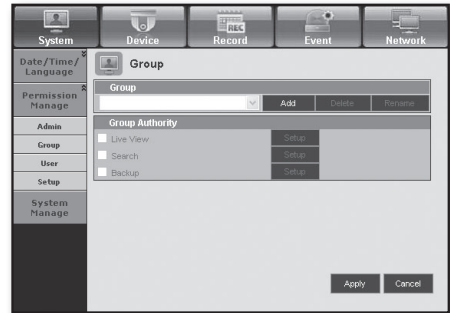 System Device Record Event Network
REC
Date/Time/
Language
Group
Permission
Manage
Group
Add Delete Rename
Admin
Group Authority
Group
Live View Setup
User
Search Setup
Setup
Backup Setup
System
Manage
Apply Cancel